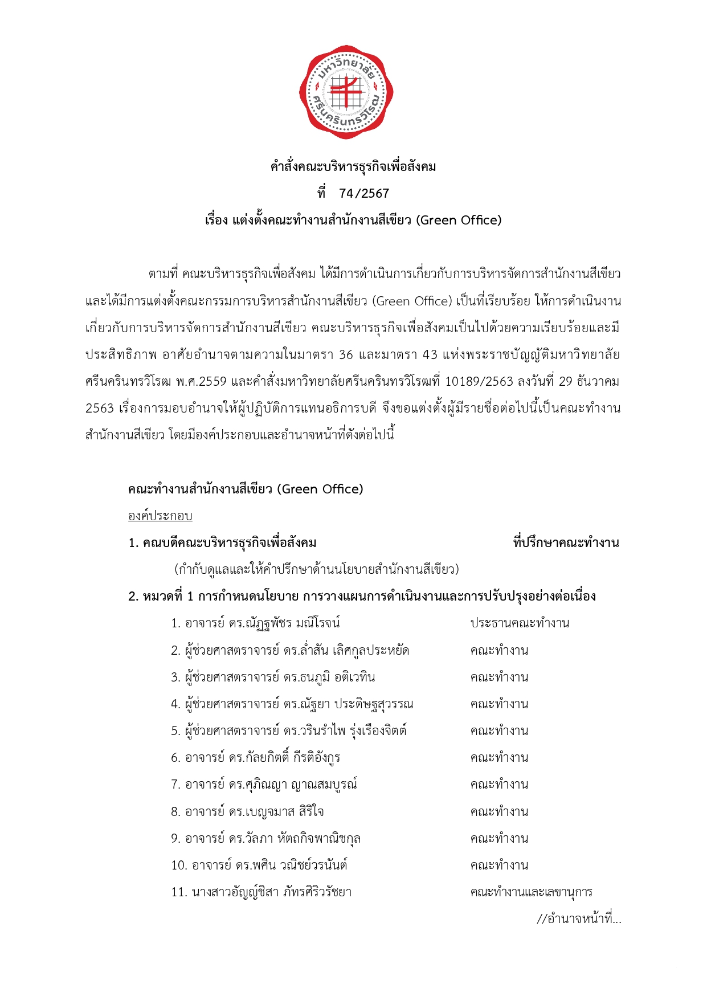 มหาวิทยาลัย
ศรีนครินทรวิโรฒ
คำสั่งคณะบริหารธุรกิจเพื่อสังคม
ที่ 74/2567
เรื่อง แต่งตั้งคณะทำงานสำนักงานสีเขียว (Green Office)
ตามที่ คณะบริหารธุรกิจเพื่อสังคม ได้มีการดำเนินการเกี่ยวกับการบริหารจัดการสำนักงานสีเขียว
และได้มีการแต่งตั้งคณะกรรมการบริหารสำนักงานสีเขียว (Green Office) เป็นที่เรียบร้อย ให้การดำเนินงาน
เกี่ยวกับการบริหารจัดการสำนักงานสีเขียว คณะบริหารธุรกิจเพื่อสังคมเป็นไปด้วยความเรียบร้อยและมี
ประสิทธิภาพ อาศัยอำนาจตามความในมาตรา 36 และมาตรา 43 แห่งพระราชบัญญัติมหาวิทยาลัย
ศรีนครินทรวิโรฒ พ.ศ.2559 และคำสั่งมหาวิทยาลัยศรีนครินทรวิโรฒที่ 10189/2563 ลงวันที่ 29 ธันวาคม
2563 เรื่องการมอบอำนาจให้ผู้ปฏิบัติการแทนอธิการบดี จึงขอแต่งตั้งผู้มีรายชื่อต่อไปนี้เป็นคณะทำงาน
สำนักงานสีเขียว โดยมีองค์ประกอบและอำนาจหน้าที่ดังต่อไปนี้
คณะทำงานสำนักงานสีเขียว (Green Office)
องค์ประกอบ
1. คณบดีคณะบริหารธุรกิจเพื่อสังคม ที่ปรึกษาคณะทำงาน
(กำกับดูแลและให้คำปรึกษาด้านนโยบายสำนักงานสีเขียว)
2. หมวดที่ 1 การกำหนดนโยบาย การวางแผนการดำเนินงานและการปรับปรุงอย่างต่อเนื่อง
1. อาจารย์ ดร.ณัฏฐพัชร มณีโรจน์ ประธานคณะทำงาน
2. ผู้ช่วยศาสตราจารย์ ดร.ล่ำสัน เลิศกูลประหยัด คณะทำงาน
3. ผู้ช่วยศาสตราจารย์ ดร.ธนภูมิ อติเวทิน คณะทำงาน
4. ผู้ช่วยศาสตราจารย์ ดร.ณัฐยา ประดิษฐสุวรรณ คณะทำงาน
5. ผู้ช่วยศาสตราจารย์ ดร.วรินรำไพ รุ่งเรืองจิตต์ คณะทำงาน
6. อาจารย์ ดร.กัลยกิตติ์ กีรติอังกูร คณะทำงาน
7. อาจารย์ ดร.ศุภิณญา ญาณสมบูรณ์ คณะทำงาน
8. อาจารย์ ดร.เบญจมาส สิริใจ คณะทำงาน
9. อาจารย์ ดร.วัลภา หัตถกิจพาณิชกุล คณะทำงาน
10. อาจารย์ ดร.พศิน วณิชย์วรนันต์ คณะทำงาน
11. นางสาวอัญญ์ชิสา ภัทรศิริวรัชยา คณะทำงานและเลขานุการ
//อำนาจหน้าที่...